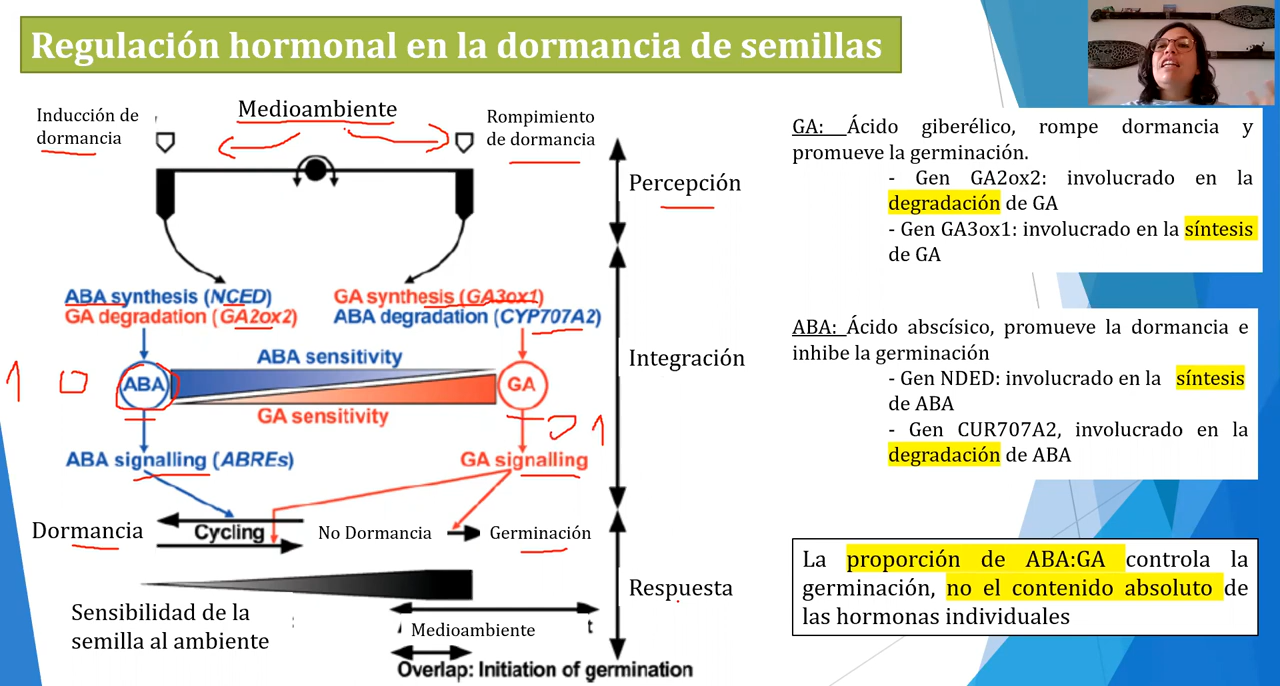 Regulación hormonal en la dormancia de semillas
Inducción de
dormancia
Medioambiente
Rompimiento
de dormancia
Percepción
ABA synthesis (NCED)
GA degradation (GA2ox2)
GA synthesis (GA3ox1)
ABA degradation (CYP707A2)
ABA sensitivity
ABA
GA
GA sensitivity
1 0
0 1
Integración
ABA signalling (ABREs)
GA signalling
Dormancia
Cycling
No Dormancia
Germinación
Sensibilidad de la
semilla al ambiente
Respuesta
Medioambiente
t
Overlap: Initiation of germination
GA: Ácido giberélico, rompe dormancia y
promueve la germinación.
- Gen GA2ox2: involucrado en la
degradación de GA
- Gen GA3ox1: involucrado en la síntesis
de GA
ABA: Ácido abscísico, promueve la dormancia e
inhibe la germinación
- Gen NDED: involucrado en la síntesis
de ABA
- Gen CUR707A2, involucrado en la
degradación de ABA
La proporción de ABA:GA controla la
germinación, no el contenido absoluto de
las hormonas individuales